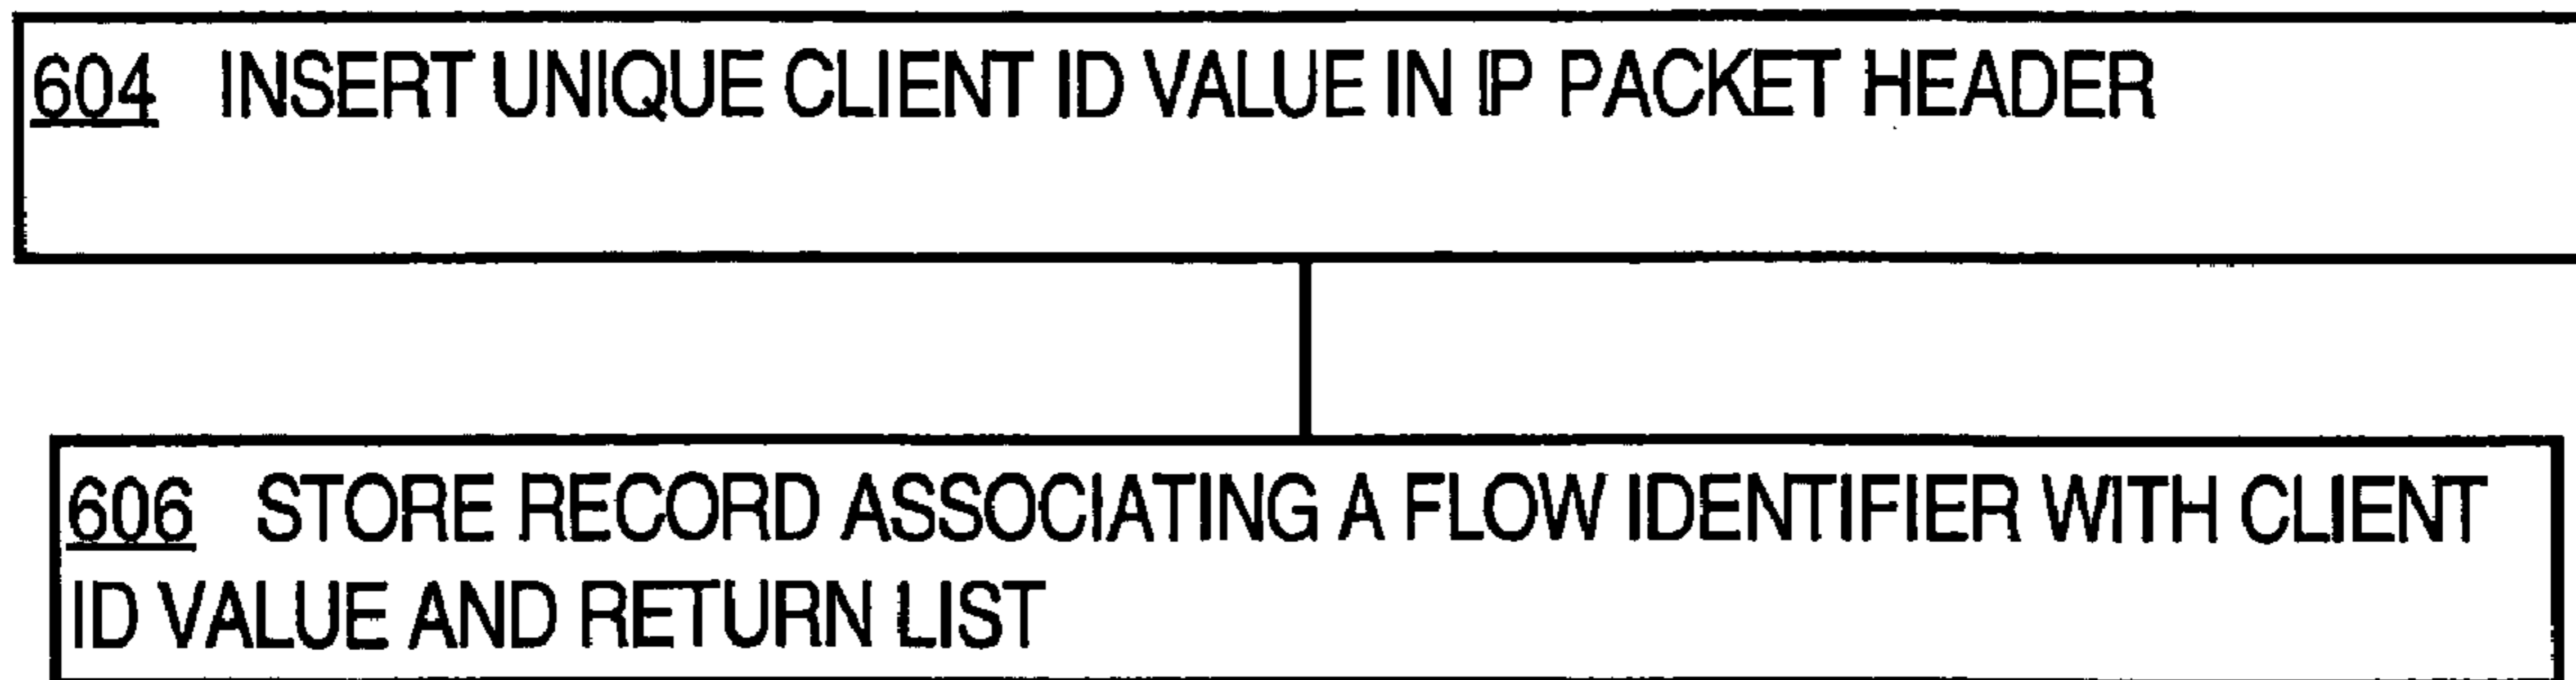 604 INSERT UNIQUE CLIENT ID VALUE IN IP PACKET HEADER
606 STORE RECORD ASSOCIATING A FLOW IDENTIFIER WITH CLIENT
ID VALUE AND RETURN LIST